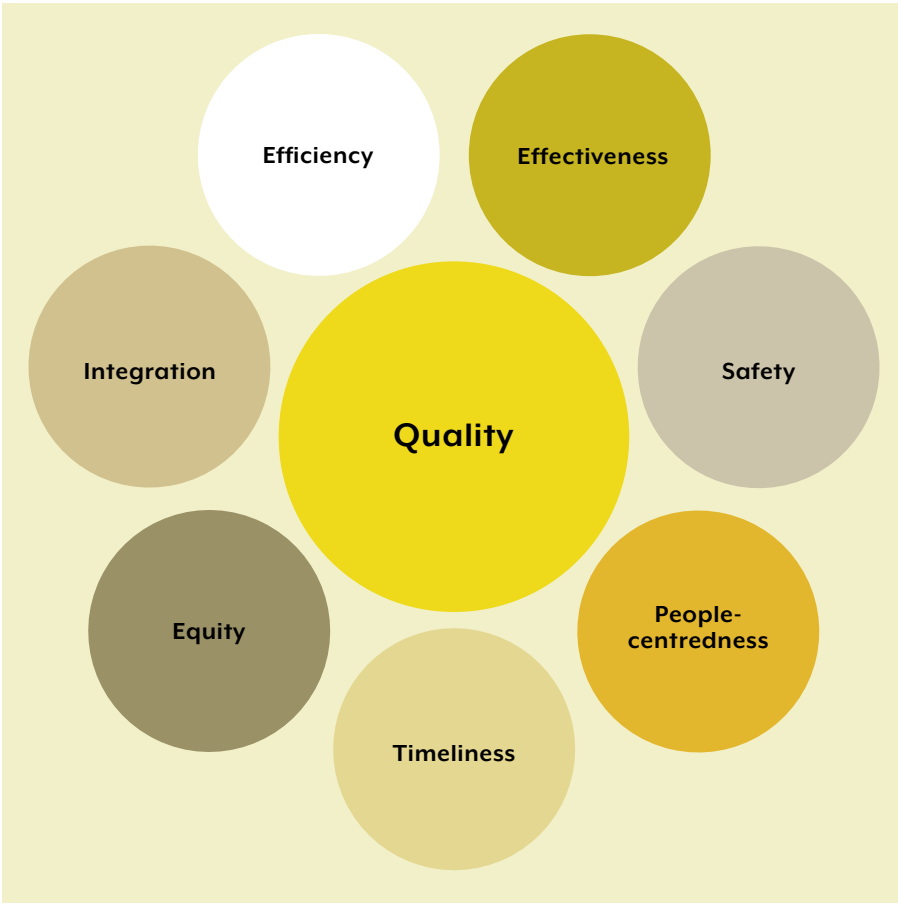 Efficiency
Effectiveness
Integration
Safety
Quality
People-
centredness
Equity
Timeliness